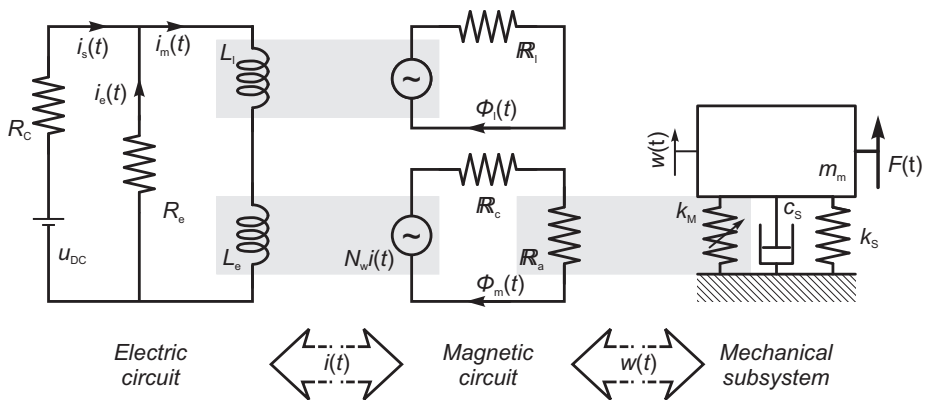 i_s(t)
i_m(t)
i_e(t)
R_C
R_e
u_DC
L_l
L_e
ℝ_l
Φ_l(t)
ℝ_c
ℝ_a
N_w i(t)
Φ_m(t)
w(t)
m_m
F(t)
k_M
c_S
k_S
Electric
circuit
i(t)
Magnetic
circuit
w(t)
Mechanical
subsystem